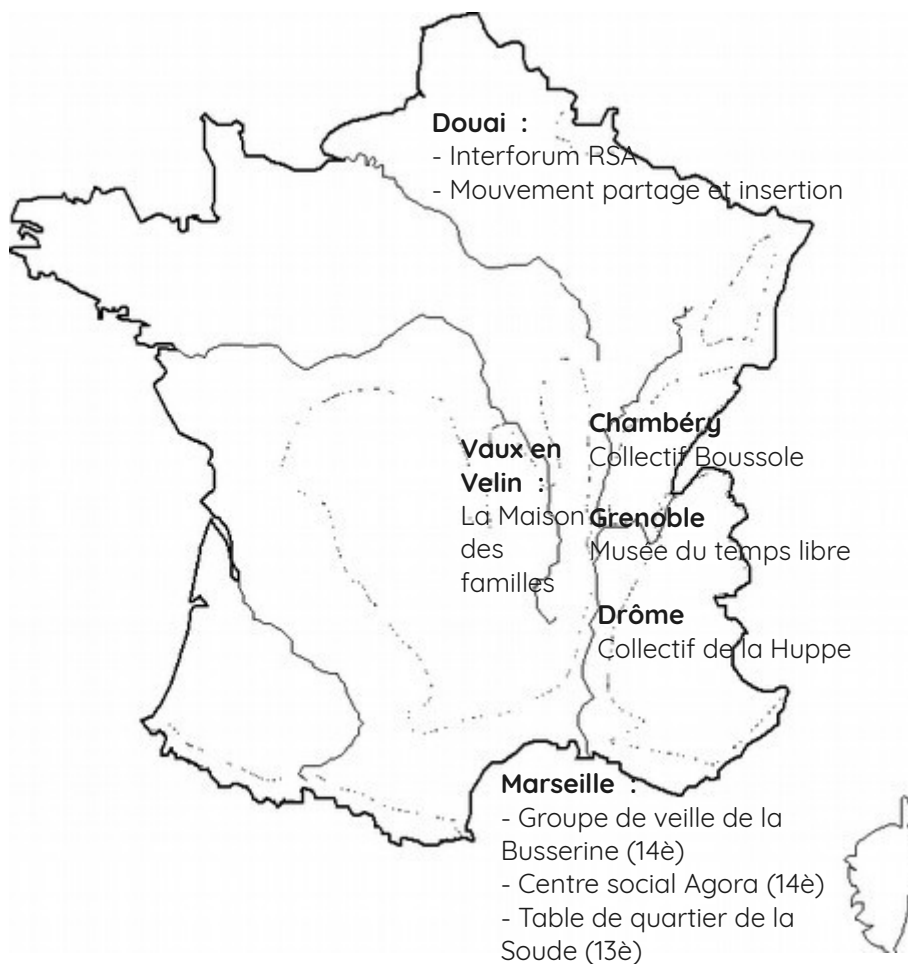 Douai :
- Interforum RSA
- Mouvement partage et insertion
Chambéry
Collectif Boussole
Vaux en
Velin :
La Maison
des
familles
Grenoble
Musée du temps libre
Drôme
Collectif de la Huppe
Marseille :
- Groupe de veille de la
Busserine (14è)
- Centre social Agora (14è)
- Table de quartier de la
Soude (13è)